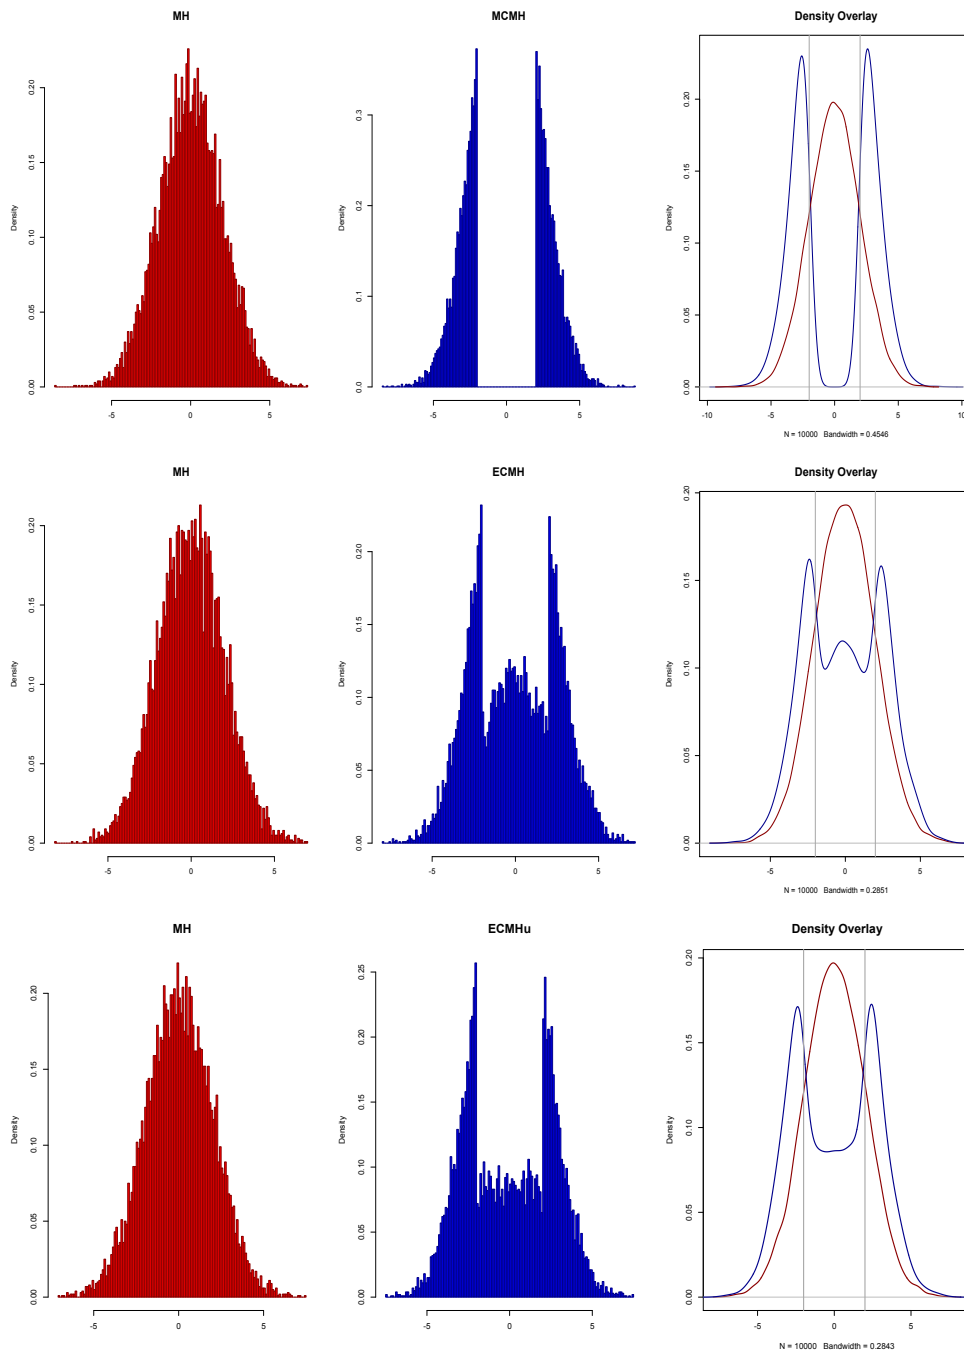 MH
MCMH
Density Overlay
Density
0.00 0.05 0.10 0.15 0.20
-5 0 5
Density
0.0 0.1 0.2 0.3
-5 0 5
Density
0.00 0.05 0.10 0.15 0.20
-10 -5 0 5 10
N = 10000 Bandwidth = 0.4546
MH
ECMH
Density Overlay
Density
0.00 0.05 0.10 0.15 0.20
-5 0 5
Density
0.00 0.05 0.10 0.15 0.20
-5 0 5
Density
0.00 0.05 0.10 0.15 0.20
-5 0 5
N = 10000 Bandwidth = 0.2851
MH
ECMHu
Density Overlay
Density
0.00 0.05 0.10 0.15 0.20
-5 0 5
Density
0.00 0.05 0.10 0.15 0.20 0.25
-5 0 5
Density
0.00 0.05 0.10 0.15 0.20
-5 0 5
N = 10000 Bandwidth = 0.2843